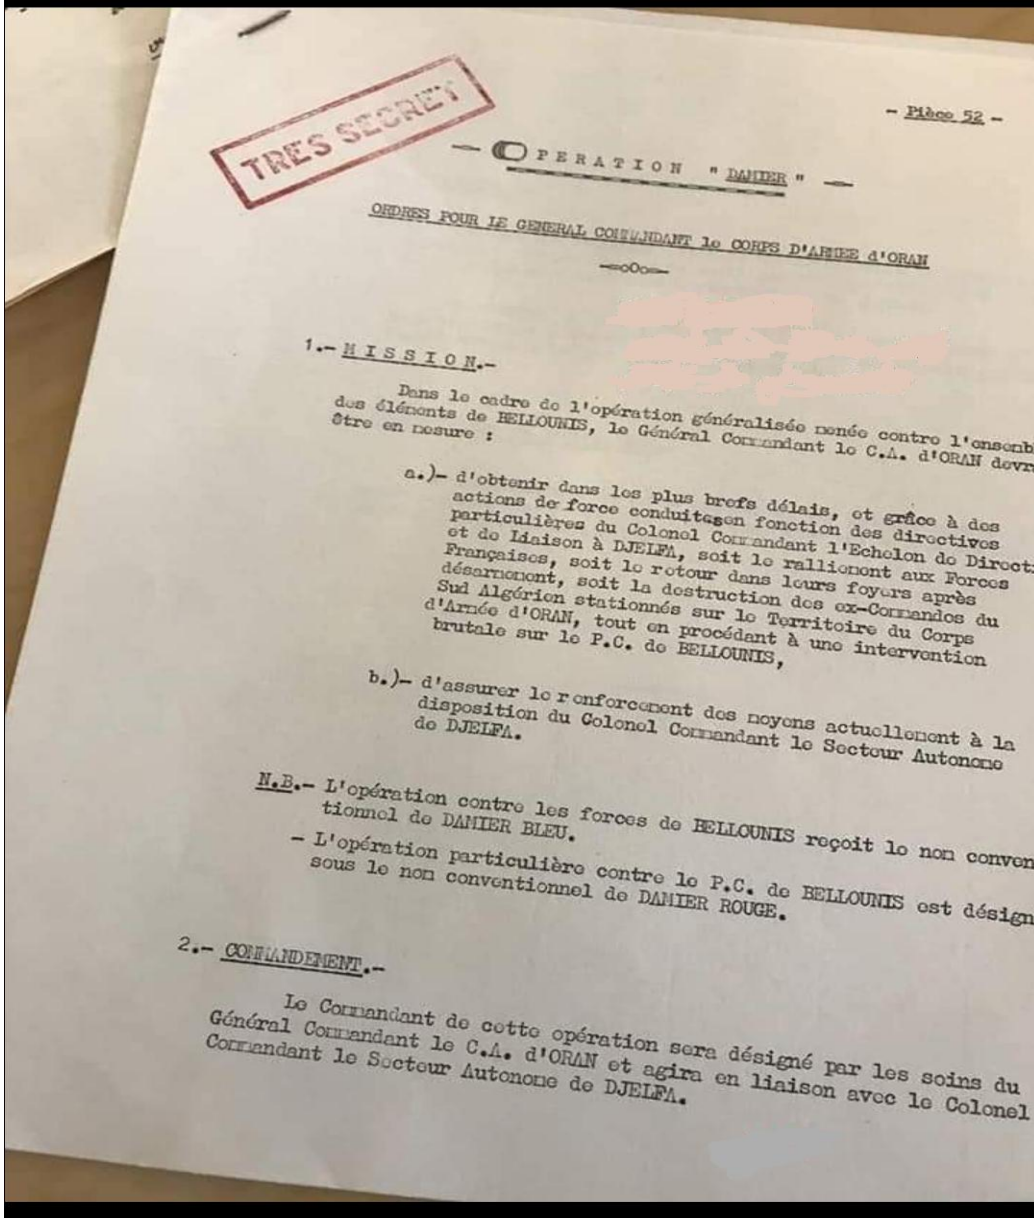 TRES SECRET
- Pièce 52 -
— OPERATION " DAMIER " —
ORDRES POUR LE GENERAL COMMANDANT le CORPS D'ARMEE d'ORAN
—oOo—
1.- MISSION.-
Dans le cadre de l'opération généralisée menée contre l'ensemb
des éléments de BELLOUNIS, le Général Commandant le C.A. d'ORAN devr
être en mesure :
a.)- d'obtenir dans les plus brefs délais, et grâce à des
actions de force conduitesen fonction des directives
particulières du Colonel Commandant l'Echelon de Direct
et de Liaison à DJELFA, soit le ralliement aux Forces
Françaises, soit le retour dans leurs foyers après
désarmement, soit la destruction des ex-Commandos du
Sud Algérien stationnés sur le Territoire du Corps
d'Armée d'ORAN, tout en procédant à une intervention
brutale sur le P.C. de BELLOUNIS,
b.)- d'assurer le renforcement des moyens actuellement à la
disposition du Colonel Commandant le Secteur Autonome
de DJELFA.
N.B.- L'opération contre les forces de BELLOUNIS reçoit le nom conven
tionnel de DAMIER BLEU.
- L'opération particulière contre le P.C. de BELLOUNIS est désign
sous le nom conventionnel de DAMIER ROUGE.
2.- COMMANDEMENT.-
Le Commandant de cette opération sera désigné par les soins du
Général Commandant le C.A. d'ORAN et agira en liaison avec le Colonel
Commandant le Secteur Autonome de DJELFA.